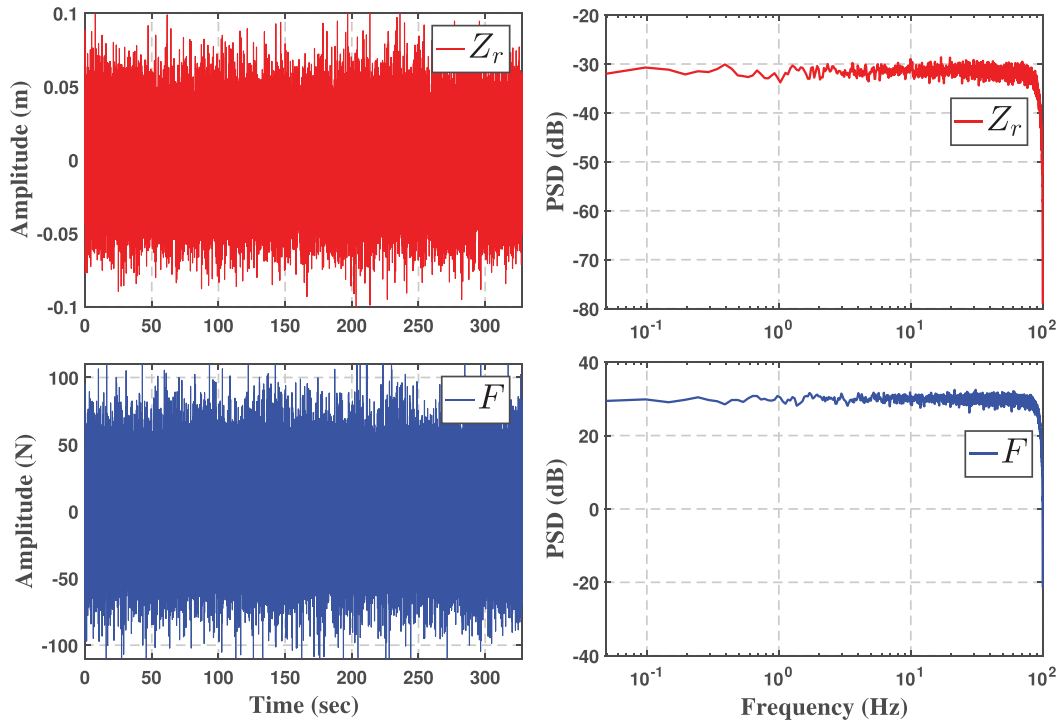 0.1
0.05
0
-0.05
-0.1
Amplitude (m)
Z_r
0 50 100 150 200 250 300
-20
-30
-40
-50
-60
-70
-80
PSD (dB)
Z_r
10^-1 10^0 10^1 10^2
100
50
0
-50
-100
Amplitude (N)
F
0 50 100 150 200 250 300
Time (sec)
40
20
0
-20
-40
PSD (dB)
F
10^-1 10^0 10^1 10^2
Frequency (Hz)